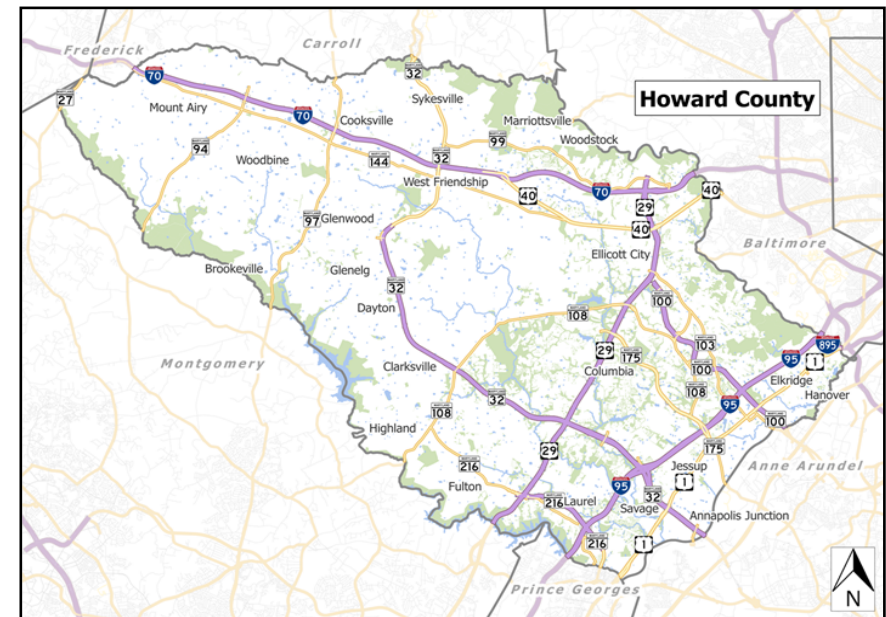 Frederick
Carroll
70
32
27
Mount Airy
70
Sykesville
Howard County
Cooksville
Marriottsville
94
99
Woodstock
Woodbine
144
32
West Friendship
40
70
40
29
97
Glenwood
40
Baltimore
Ellicott City
Brookeville
Glenelg
32
100
Dayton
108
103
895
29
175
95
1
Montgomery
Clarksville
Columbia
100
Elkridge
32
108
95
Hanover
108
100
Highland
29
175
216
Jessup
Anne Arundel
Fulton
95
1
216
Laurel
32
Savage
Annapolis Junction
216
1
Prince Georges
N